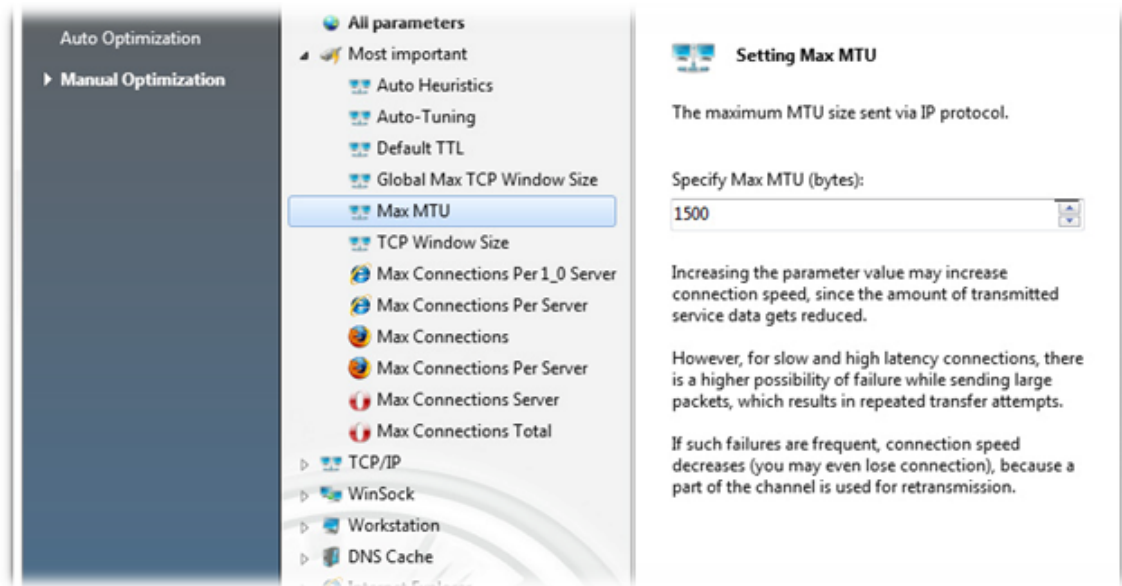 Auto Optimization
Manual Optimization
All parameters
Most important
Auto Heuristics
Auto-Tuning
Default TTL
Global Max TCP Window Size
Max MTU
TCP Window Size
Max Connections Per 1_0 Server
Max Connections Per Server
Max Connections
Max Connections Per Server
Max Connections Server
Max Connections Total
TCP/IP
WinSock
Workstation
DNS Cache
Internet Explorer
Setting Max MTU
The maximum MTU size sent via IP protocol.
Specify Max MTU (bytes):
1500
Increasing the parameter value may increase
connection speed, since the amount of transmitted
service data gets reduced.
However, for slow and high latency connections, there
is a higher possibility of failure while sending large
packets, which results in repeated transfer attempts.
If such failures are frequent, connection speed
decreases (you may even lose connection), because a
part of the channel is used for retransmission.